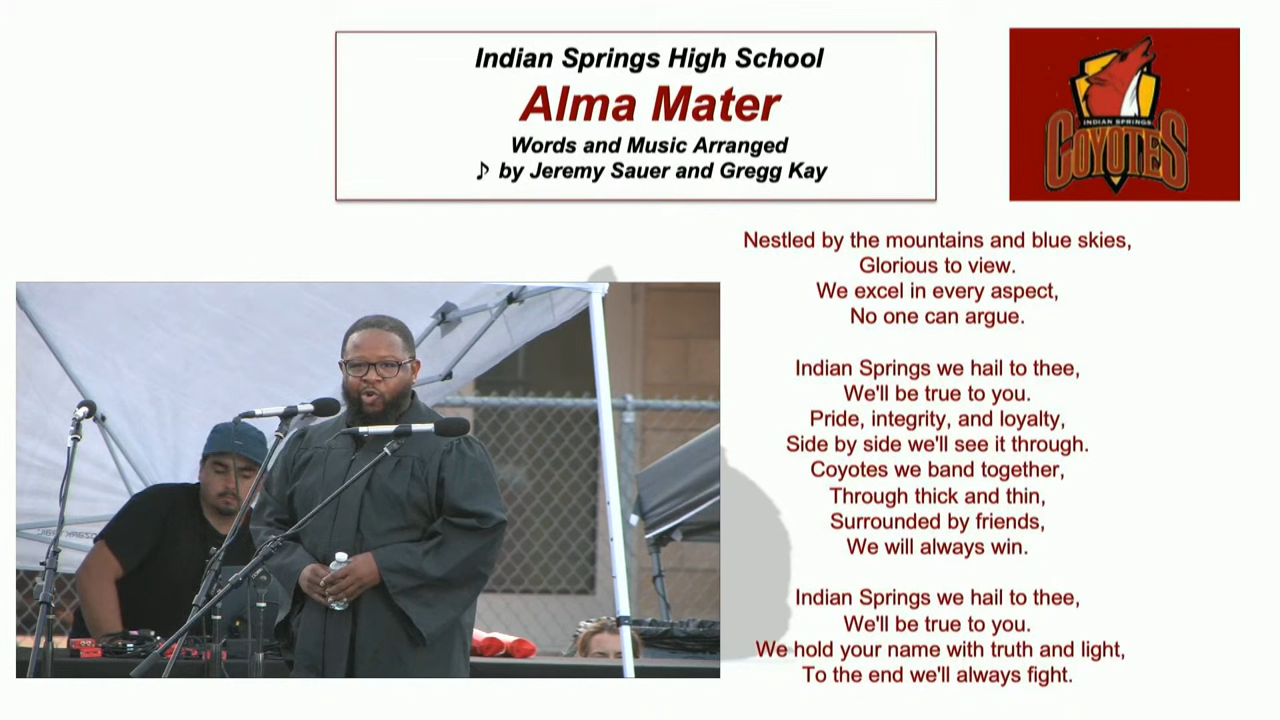 Indian Springs High School
Alma Mater
Words and Music Arranged
♪ by Jeremy Sauer and Gregg Kay
INDIAN SPRINGS
COYOTES
Nestled by the mountains and blue skies,
Glorious to view.
We excel in every aspect,
No one can argue.
Indian Springs we hail to thee,
We'll be true to you.
Pride, integrity, and loyalty,
Side by side we'll see it through.
Coyotes we band together,
Through thick and thin,
Surrounded by friends,
We will always win.
Indian Springs we hail to thee,
We'll be true to you.
We hold your name with truth and light,
To the end we'll always fight.